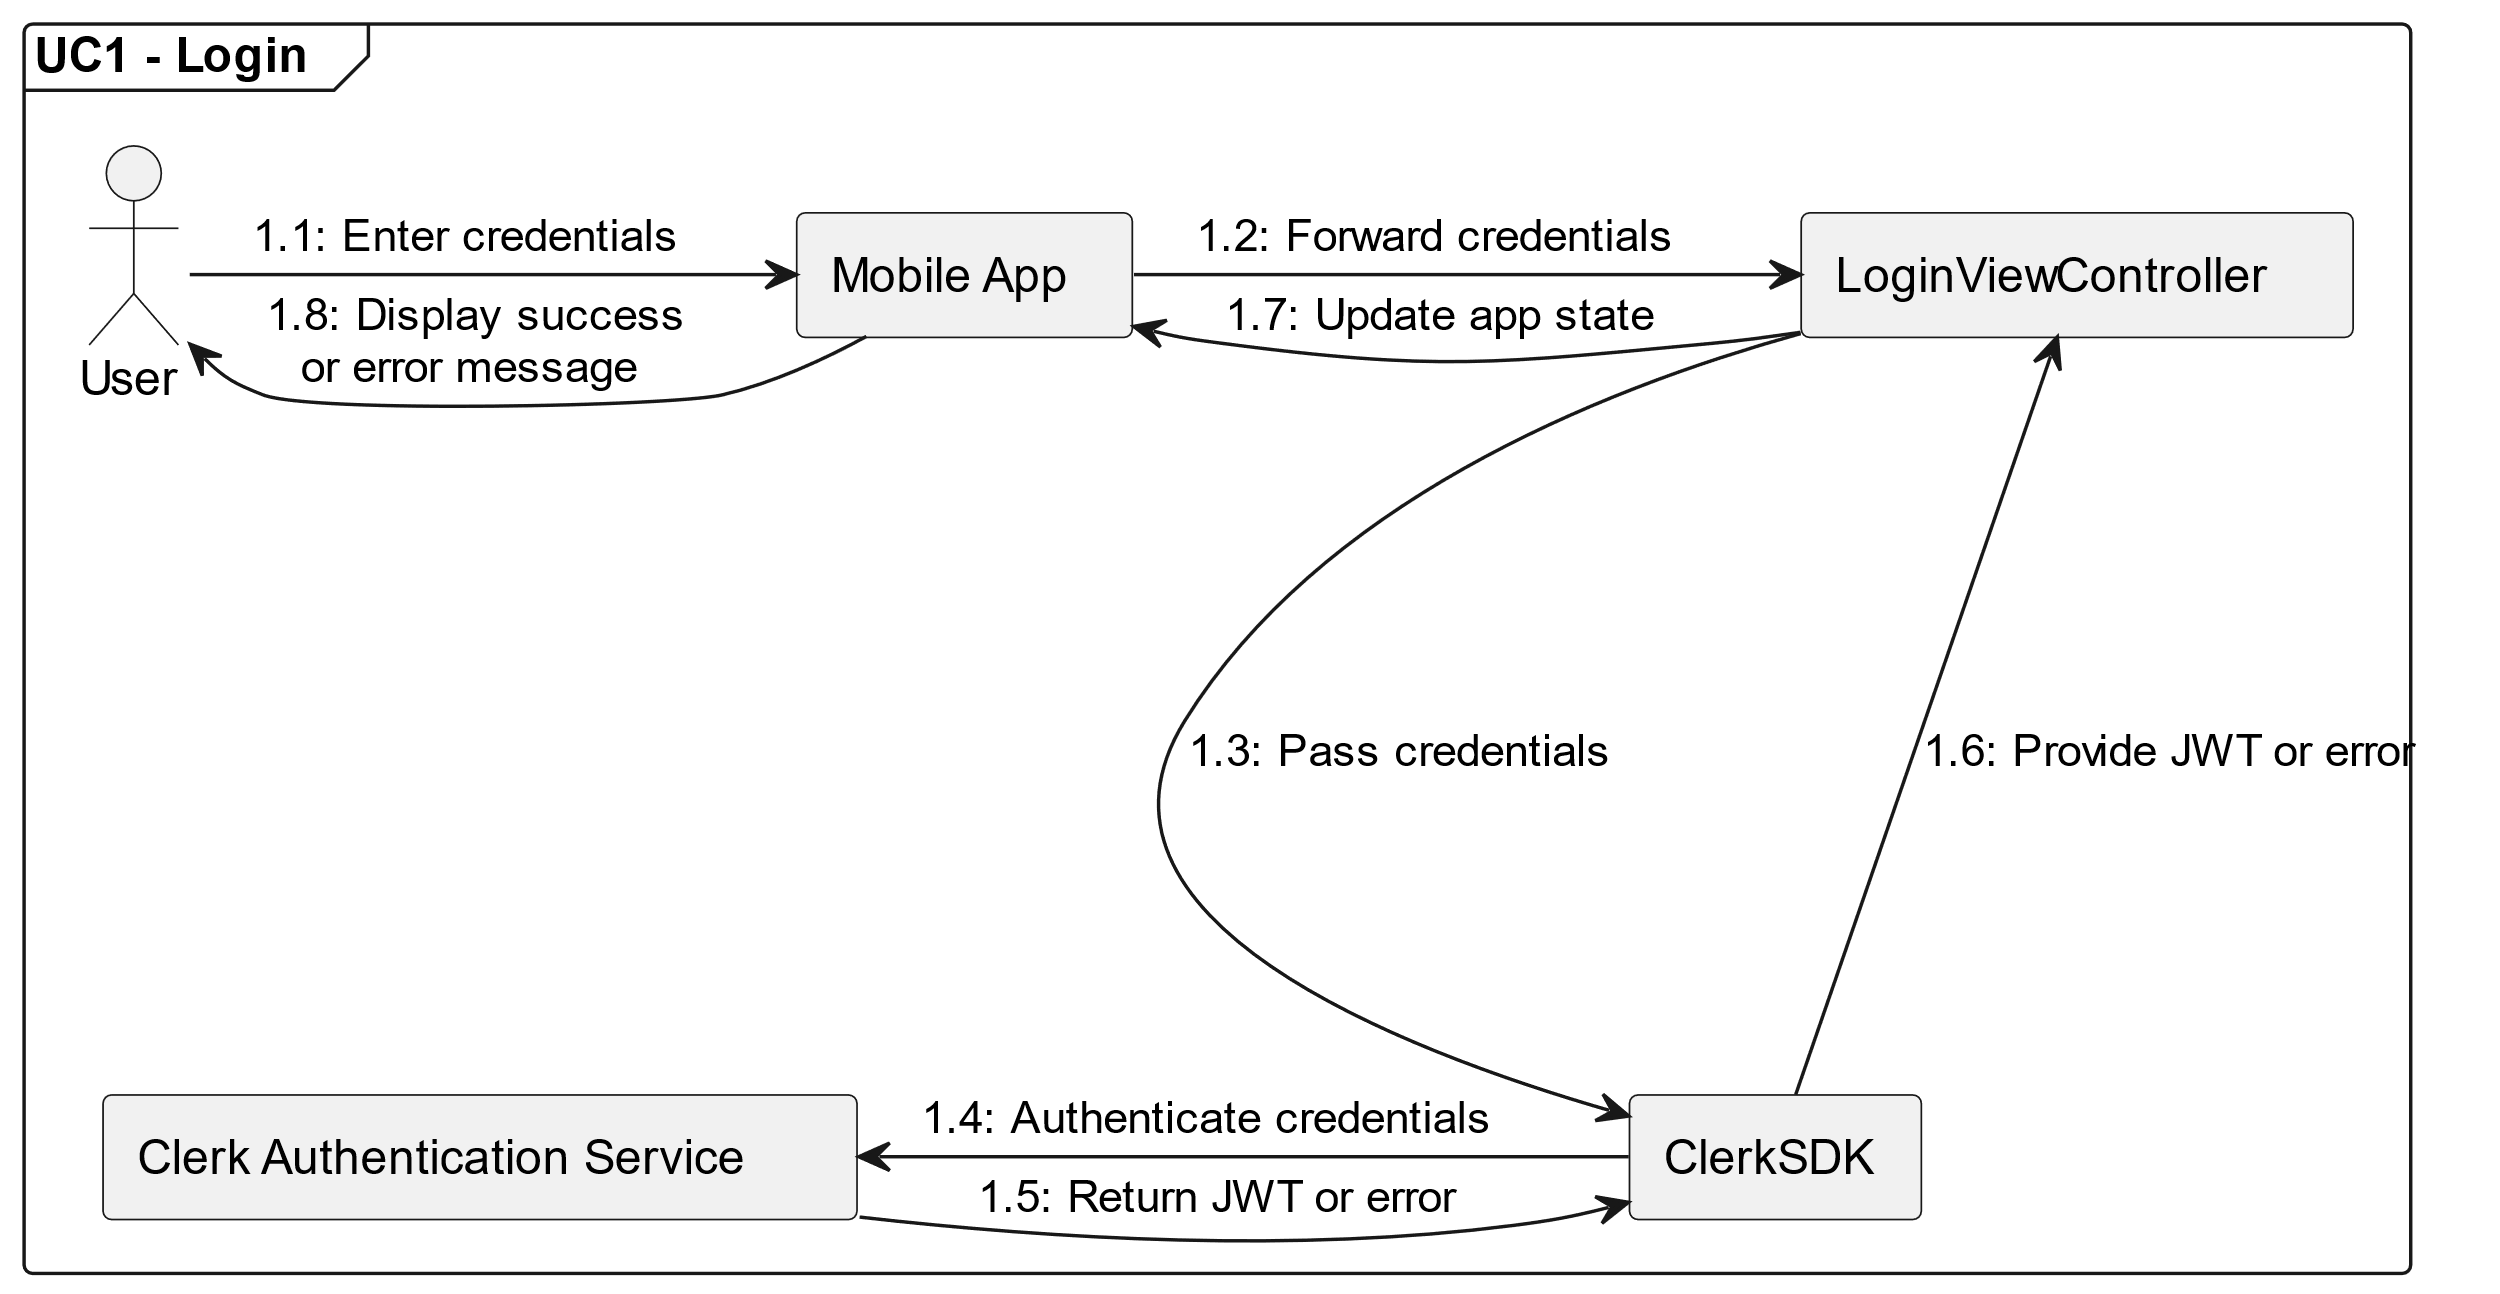 UC1 - Login
1.1: Enter credentials
1.2: Forward credentials
Mobile App
LoginViewController
1.8: Display success
or error message
1.7: Update app state
User
1.3: Pass credentials
1.6: Provide JWT or error
1.4: Authenticate credentials
Clerk Authentication Service
ClerkSDK
1.5: Return JWT or error